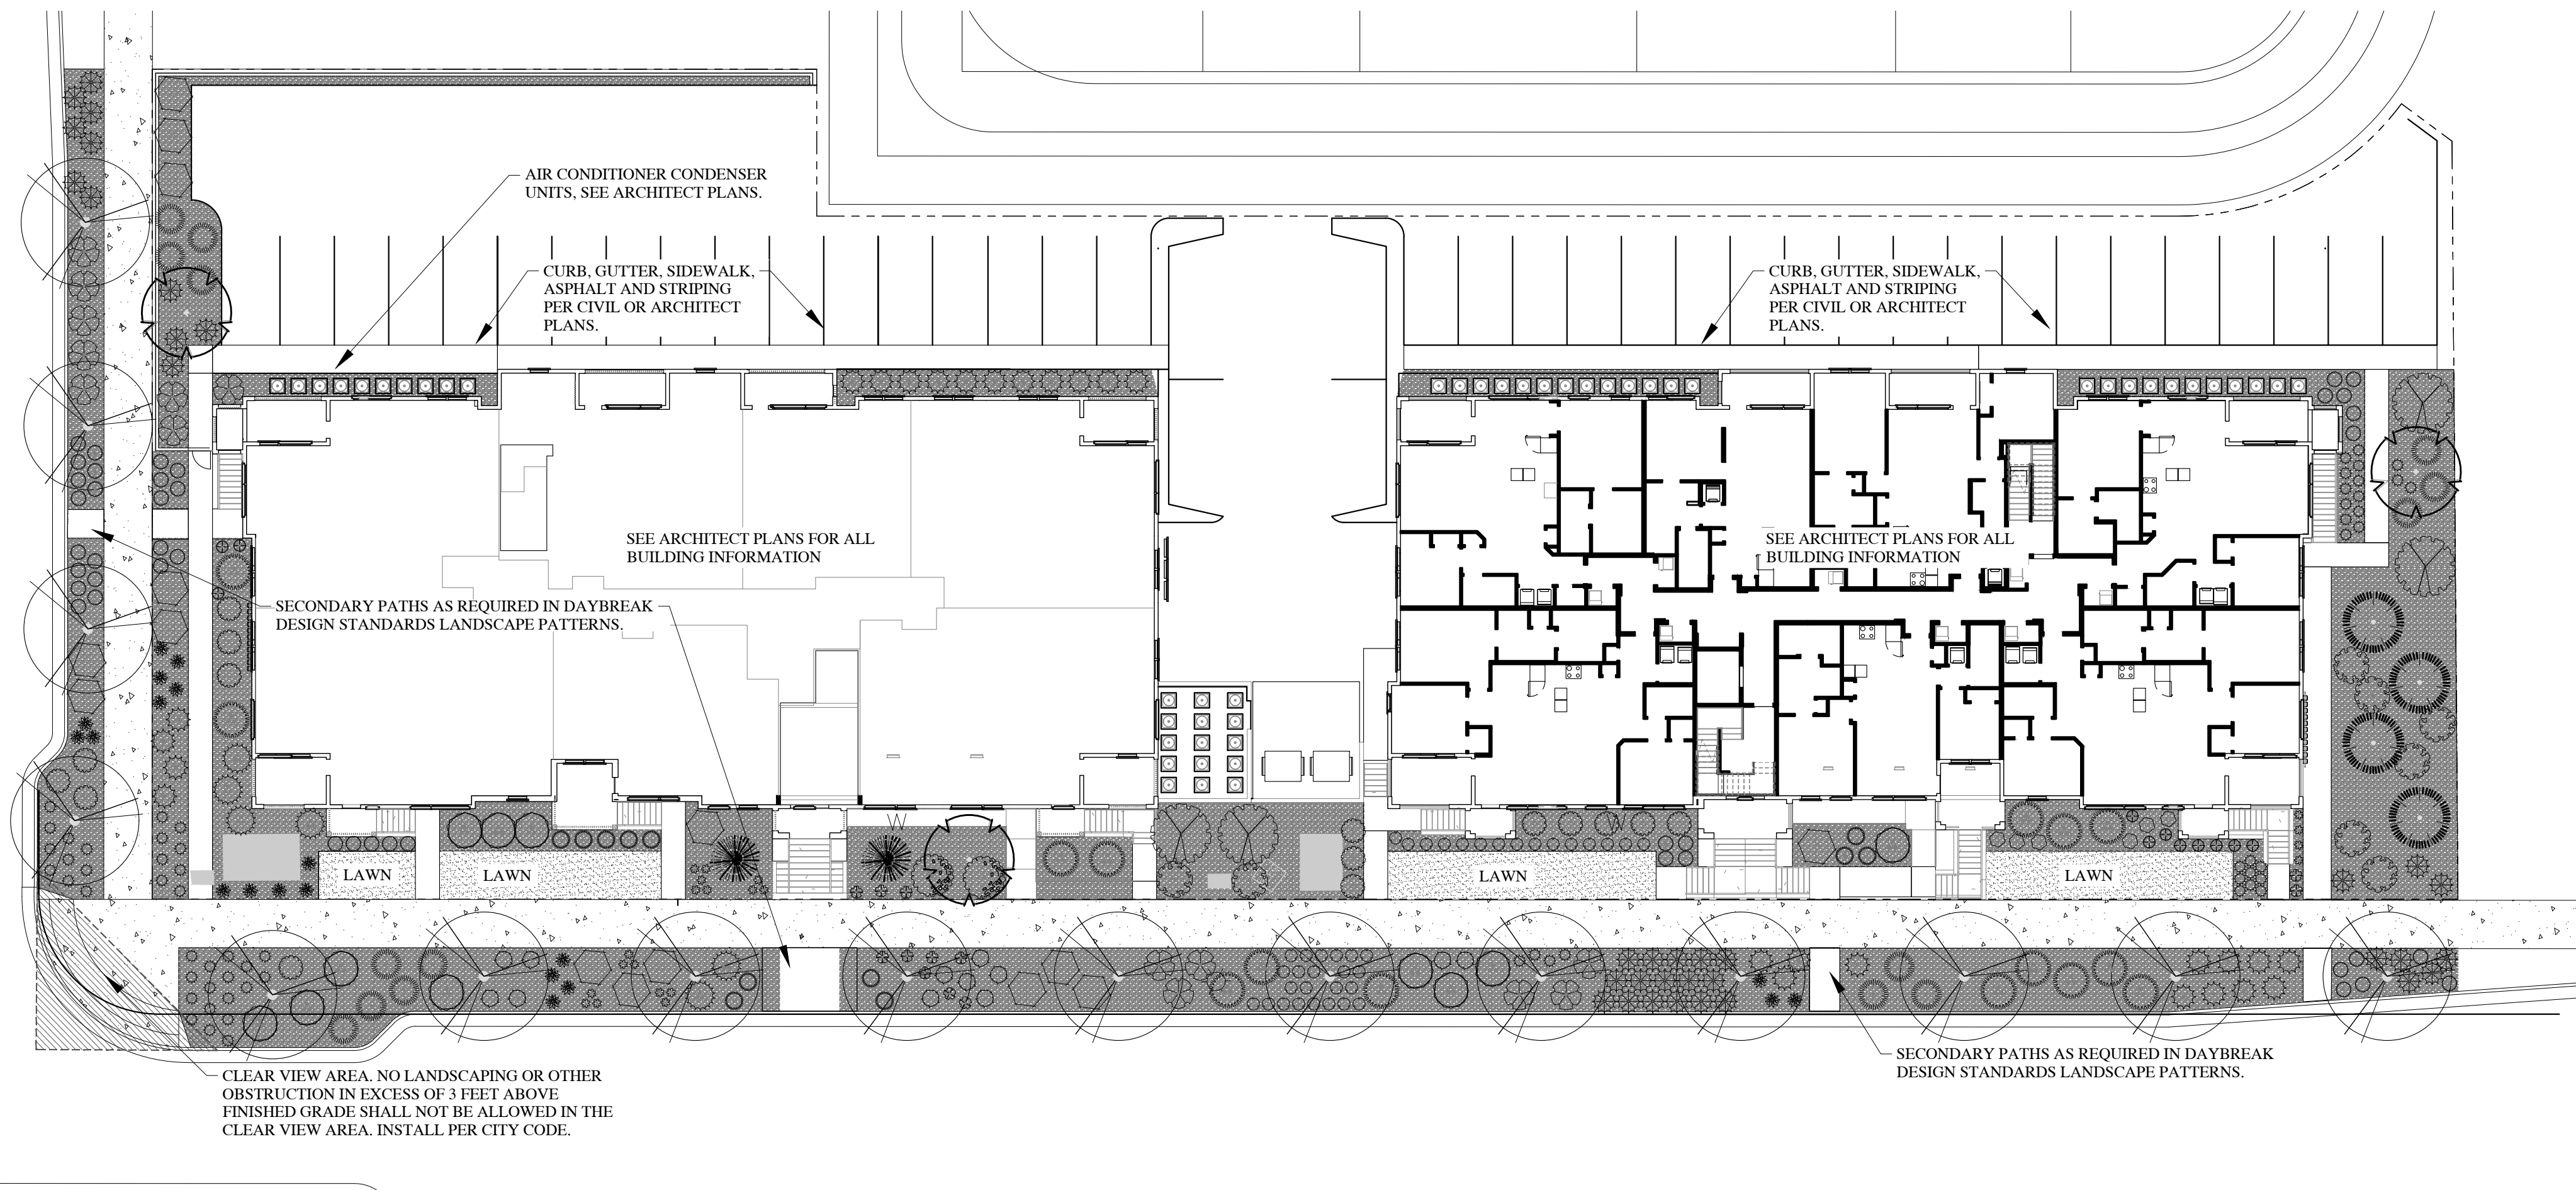 AIR CONDITIONER CONDENSER
UNITS, SEE ARCHITECT PLANS.
CURB, GUTTER, SIDEWALK,
ASPHALT AND STRIPING
PER CIVIL OR ARCHITECT
PLANS.
CURB, GUTTER, SIDEWALK,
ASPHALT AND STRIPING
PER CIVIL OR ARCHITECT
PLANS.
SEE ARCHITECT PLANS FOR ALL
BUILDING INFORMATION
SEE ARCHITECT PLANS FOR ALL
BUILDING INFORMATION
SECONDARY PATHS AS REQUIRED IN DAYBREAK
DESIGN STANDARDS LANDSCAPE PATTERNS.
LAWN
LAWN
LAWN
LAWN
SECONDARY PATHS AS REQUIRED IN DAYBREAK
DESIGN STANDARDS LANDSCAPE PATTERNS.
CLEAR VIEW AREA. NO LANDSCAPING OR OTHER
OBSTRUCTION IN EXCESS OF 3 FEET ABOVE
FINISHED GRADE SHALL NOT BE ALLOWED IN THE
CLEAR VIEW AREA. INSTALL PER CITY CODE.